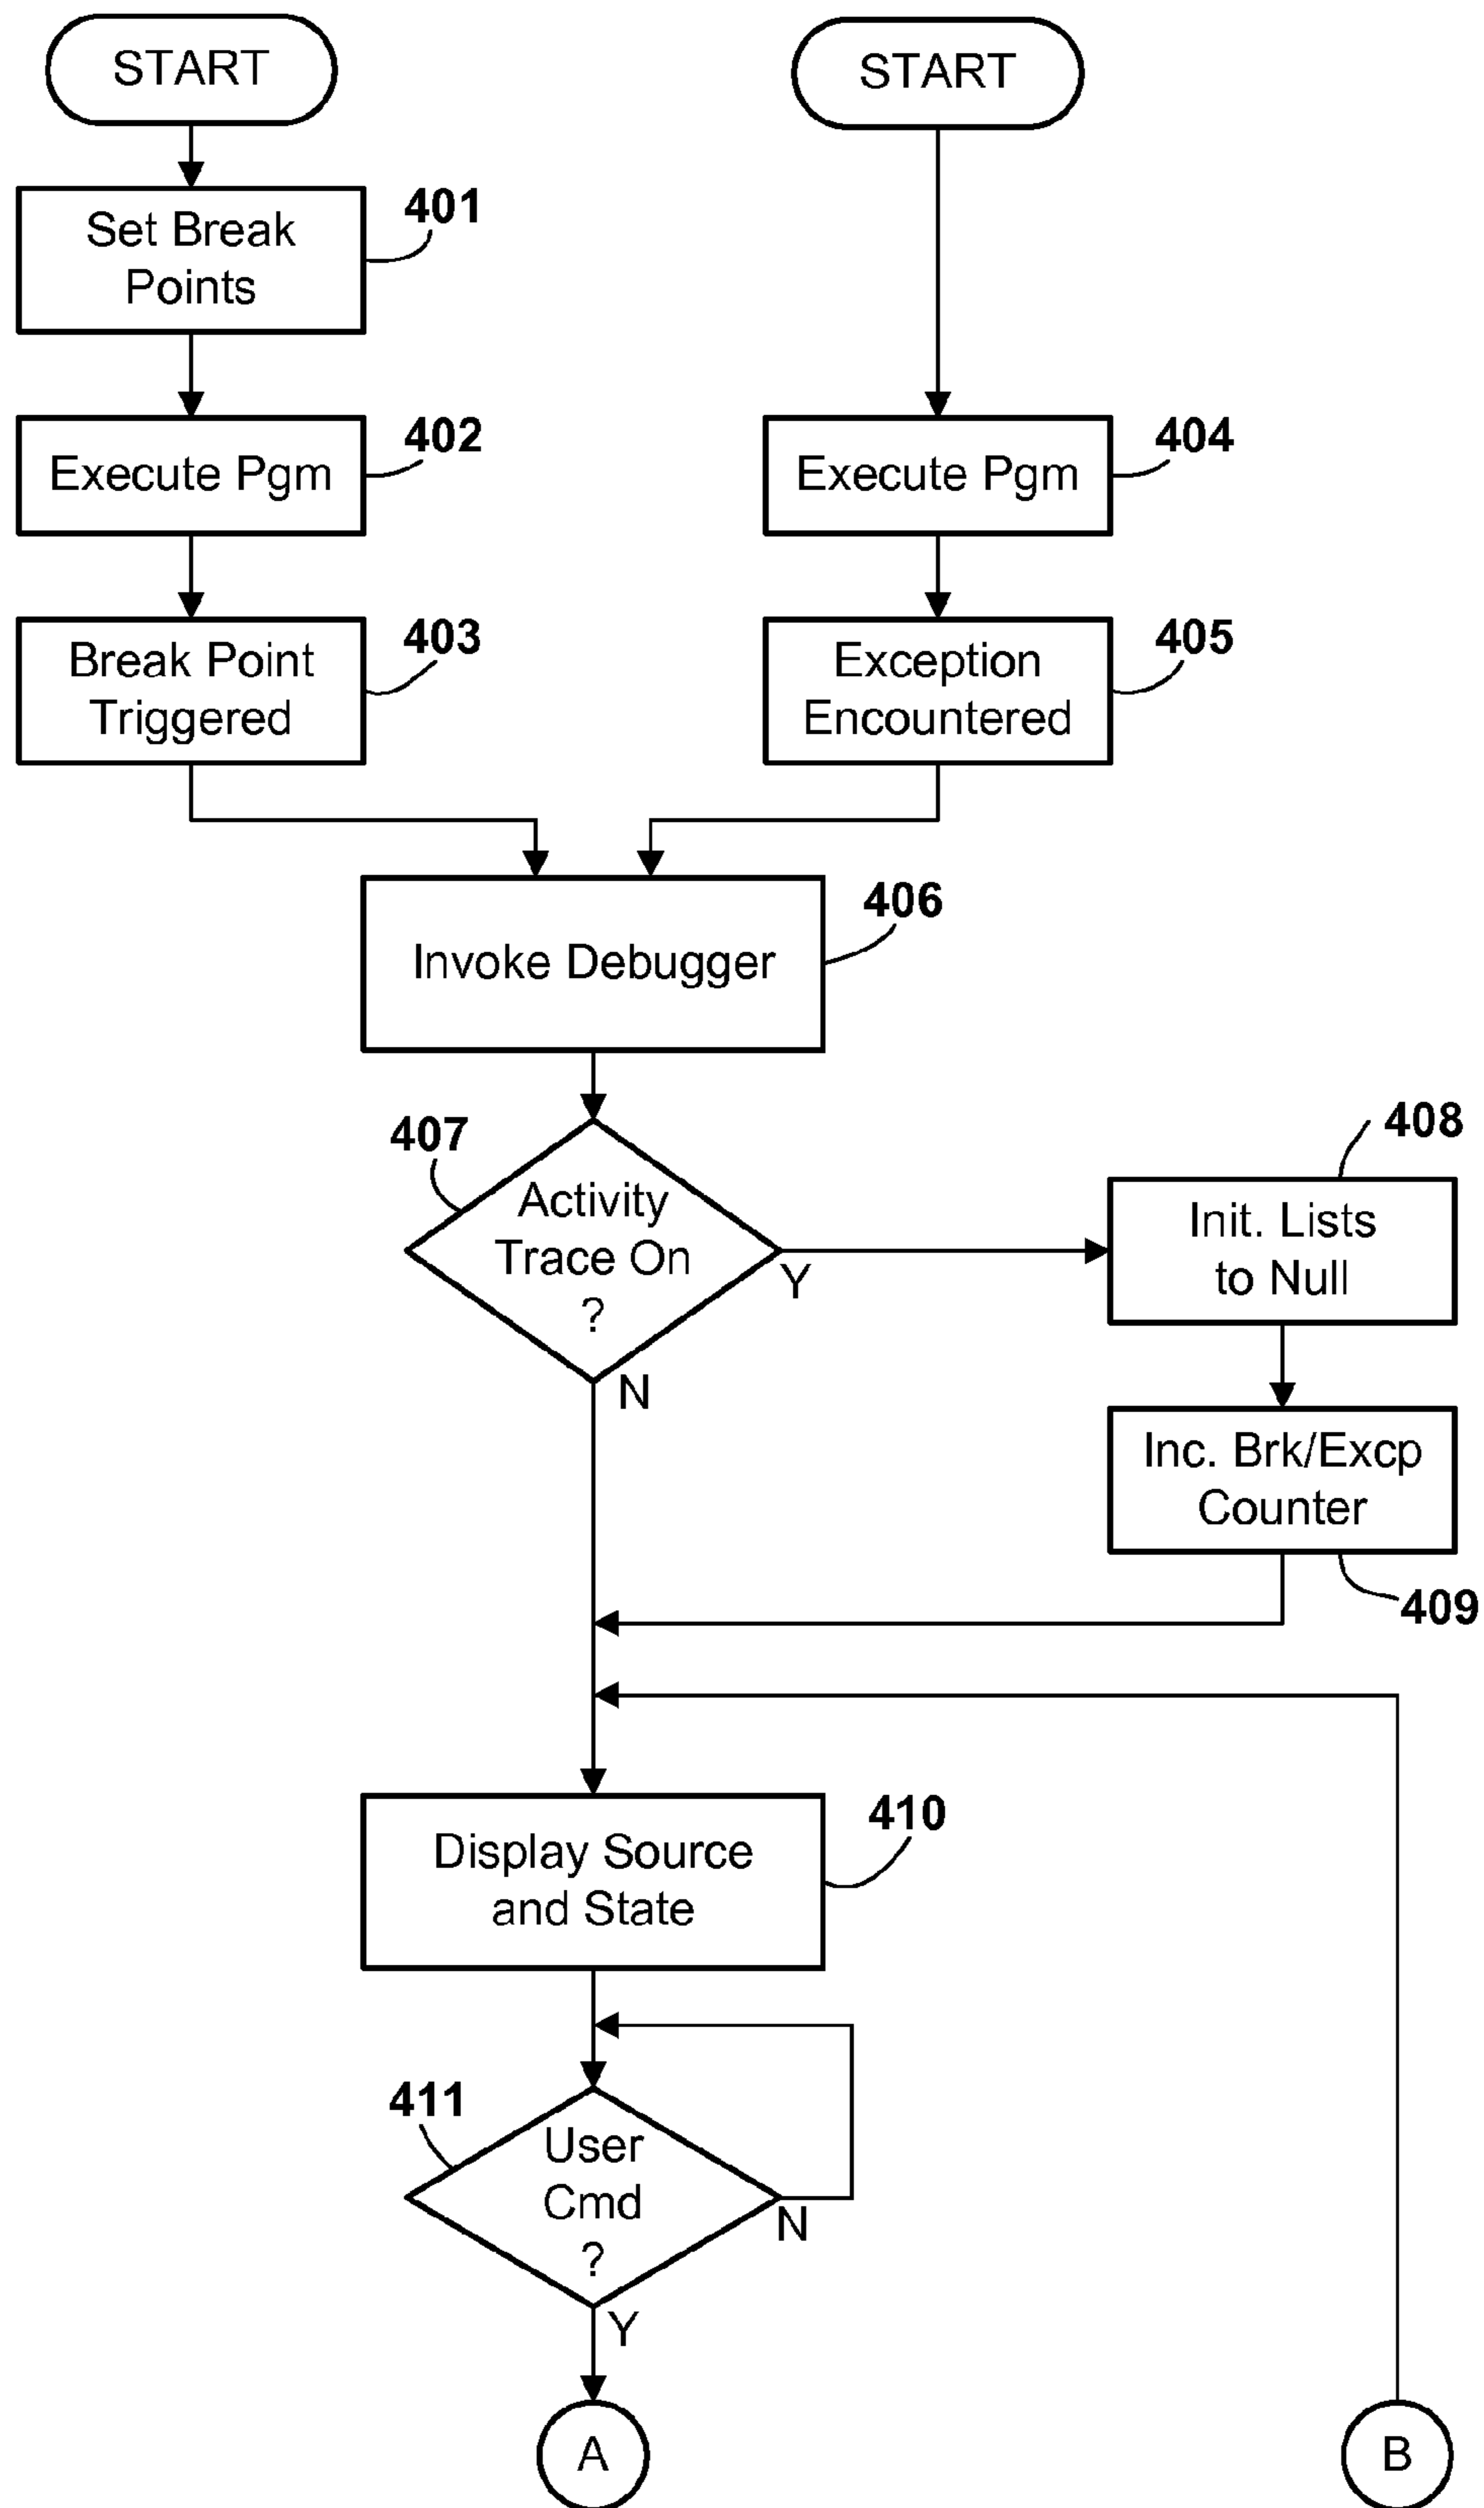 START
START
Set Break
Points
401
Execute Pgm
402
Execute Pgm
404
Break Point
Triggered
403
Exception
Encountered
405
Invoke Debugger
406
407
Activity
Trace On
?
Y
N
408
Init. Lists
to Null
Inc. Brk/Excp
Counter
409
Display Source
and State
410
411
User
Cmd
?
N
Y
A
B